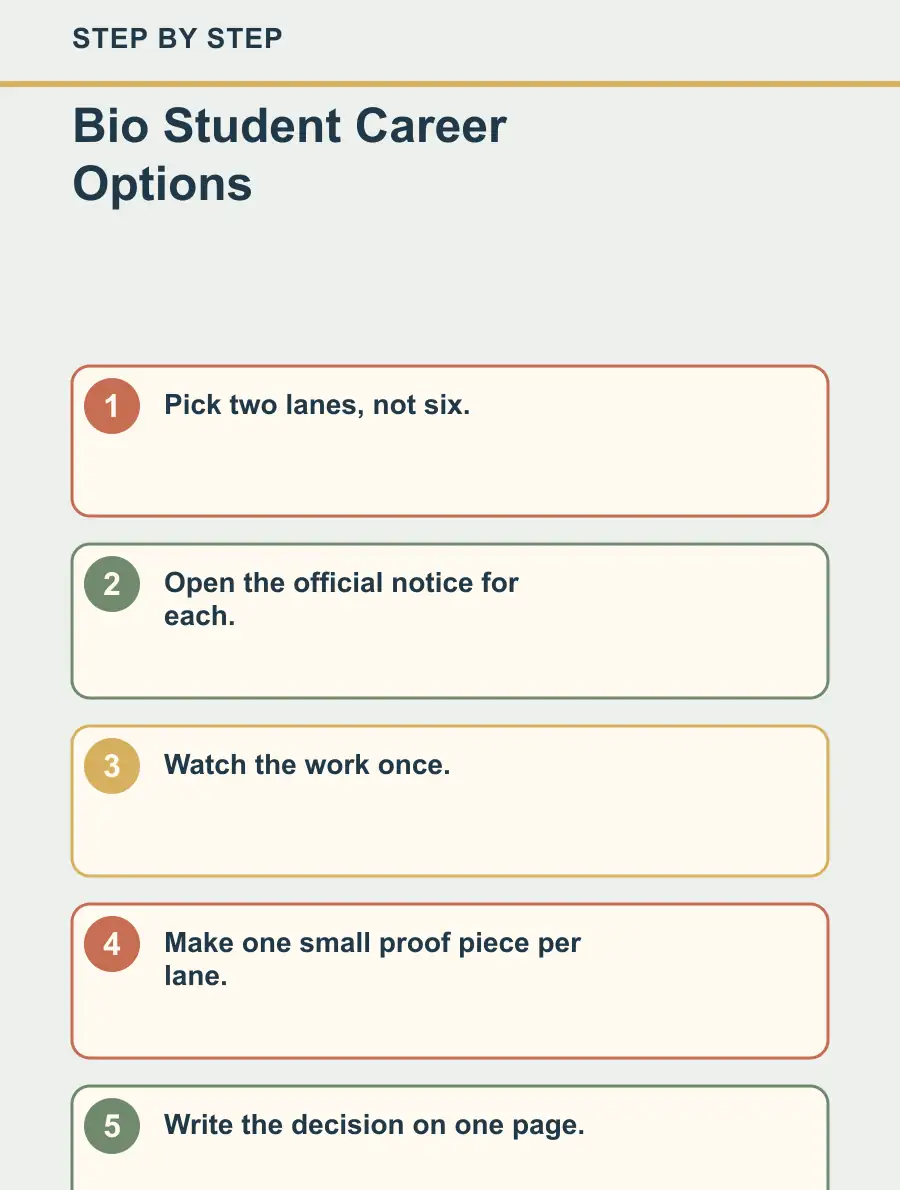 STEP BY STEP
Bio Student Career
Options
1
Pick two lanes, not six.
2
Open the official notice for
each.
3
Watch the work once.
4
Make one small proof piece per
lane.
5
Write the decision on one page.